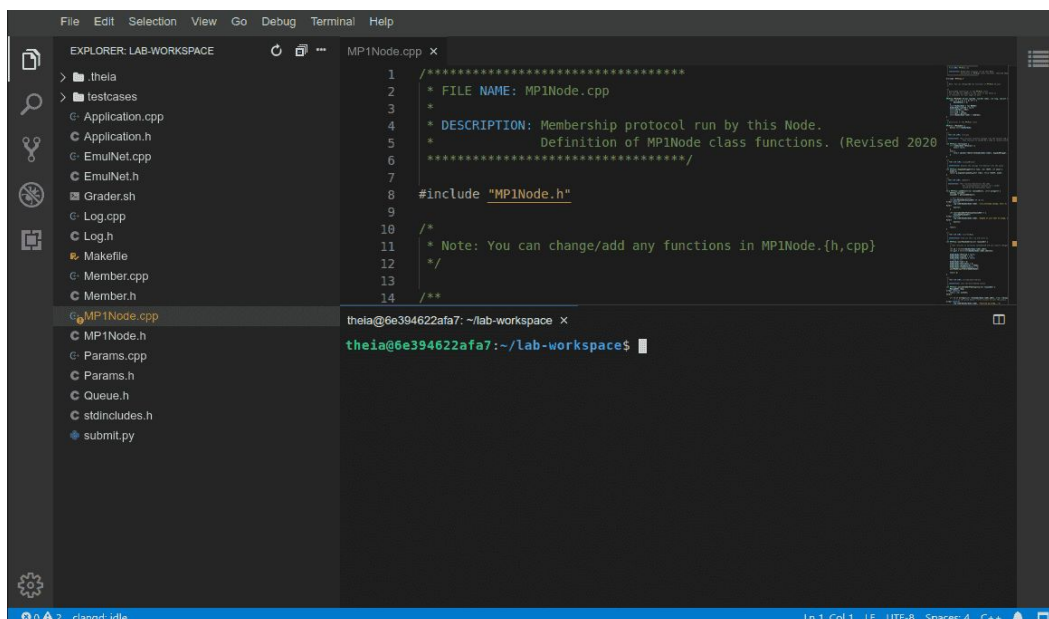 File Edit Selection View Go Debug Terminal Help
EXPLORER: LAB-WORKSPACE
.theia
testcases
Application.cpp
Application.h
EmulNet.cpp
EmulNet.h
Grader.sh
Log.cpp
Log.h
Makefile
Member.cpp
Member.h
MP1Node.cpp
MP1Node.h
Params.cpp
Params.h
Queue.h
stdincludes.h
submit.py
MP1Node.cpp ×
1 /**********************************
2 * FILE NAME: MP1Node.cpp
3 *
4 * DESCRIPTION: Membership protocol run by this Node.
5 * Definition of MP1Node class functions. (Revised 2020
6 **********************************/
7
8 #include "MP1Node.h"
9
10 /*
11 * Note: You can change/add any functions in MP1Node.{h,cpp}
12 */
13
14 /**
theia@6e394622afa7: ~/lab-workspace ×
theia@6e394622afa7:~/lab-workspace$
0 2 clangd: idle Ln 1, Col 1 LF UTF-8 Spaces: 4 C++